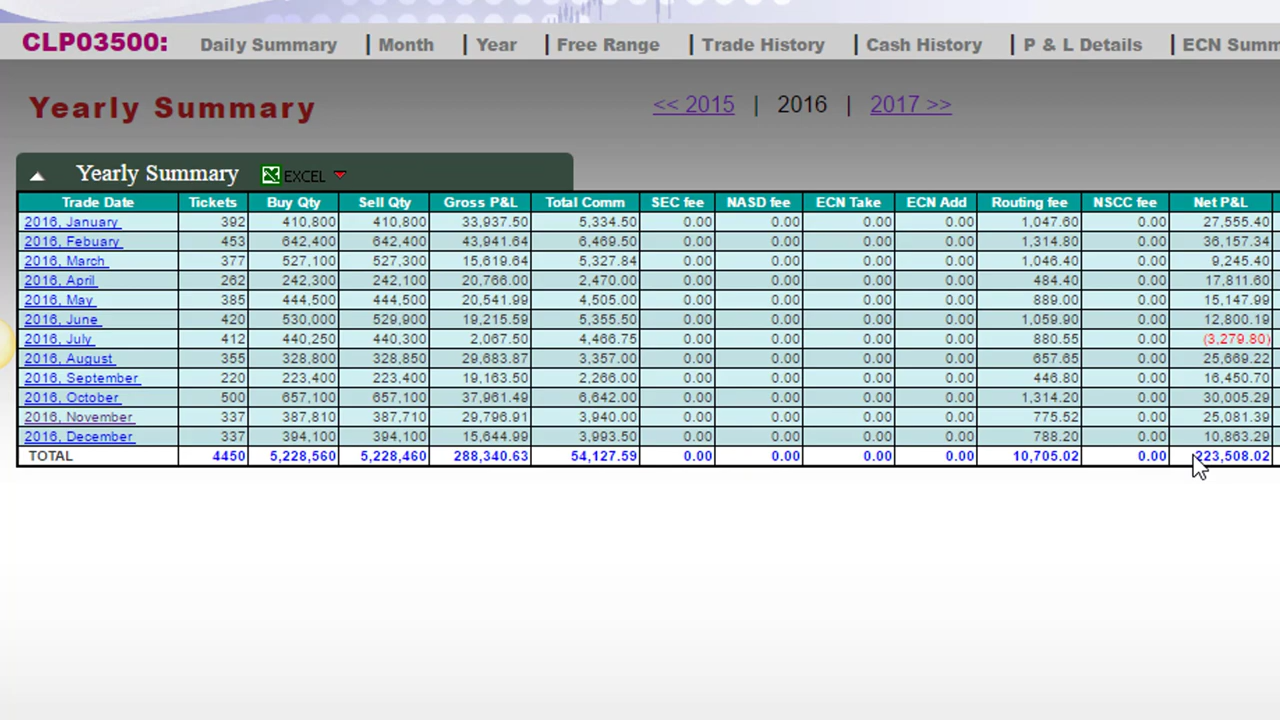 CLP03500: Daily Summary | Month | Year | Free Range | Trade History | Cash History | P & L Details | ECN Summ
Yearly Summary << 2015 | 2016 | 2017 >>
Yearly Summary EXCEL
Trade Date Tickets Buy Qty Sell Qty Gross P&L Total Comm SEC fee NASD fee ECN Take ECN Add Routing fee NSCC fee Net P&L
2016, January 392 410,800 410,800 33,937.50 5,334.50 0.00 0.00 0.00 0.00 1,047.60 0.00 27,555.40
2016, Febuary 453 642,400 642,400 43,941.64 6,469.50 0.00 0.00 0.00 0.00 1,314.80 0.00 36,157.34
2016, March 377 527,100 527,300 15,619.64 5,327.84 0.00 0.00 0.00 0.00 1,046.40 0.00 9,245.40
2016, April 262 242,300 242,100 20,766.00 2,470.00 0.00 0.00 0.00 0.00 484.40 0.00 17,811.60
2016, May 385 444,500 444,500 20,541.99 4,505.00 0.00 0.00 0.00 0.00 889.00 0.00 15,147.99
2016, June 420 530,000 529,900 19,215.59 5,355.50 0.00 0.00 0.00 0.00 1,059.90 0.00 12,800.19
2016, July 412 440,250 440,300 2,067.50 4,466.75 0.00 0.00 0.00 0.00 880.55 0.00 (3,279.80)
2016, August 355 328,800 328,850 29,683.87 3,357.00 0.00 0.00 0.00 0.00 657.65 0.00 25,669.22
2016, September 220 223,400 223,400 19,163.50 2,266.00 0.00 0.00 0.00 0.00 446.80 0.00 16,450.70
2016, October 500 657,100 657,100 37,961.49 6,642.00 0.00 0.00 0.00 0.00 1,314.20 0.00 30,005.29
2016, November 337 387,810 387,710 29,796.91 3,940.00 0.00 0.00 0.00 0.00 775.52 0.00 25,081.39
2016, December 337 394,100 394,100 15,644.99 3,993.50 0.00 0.00 0.00 0.00 788.20 0.00 10,863.29
TOTAL 4450 5,228,560 5,228,460 288,340.63 54,127.59 0.00 0.00 0.00 0.00 10,705.02 0.00 223,508.02